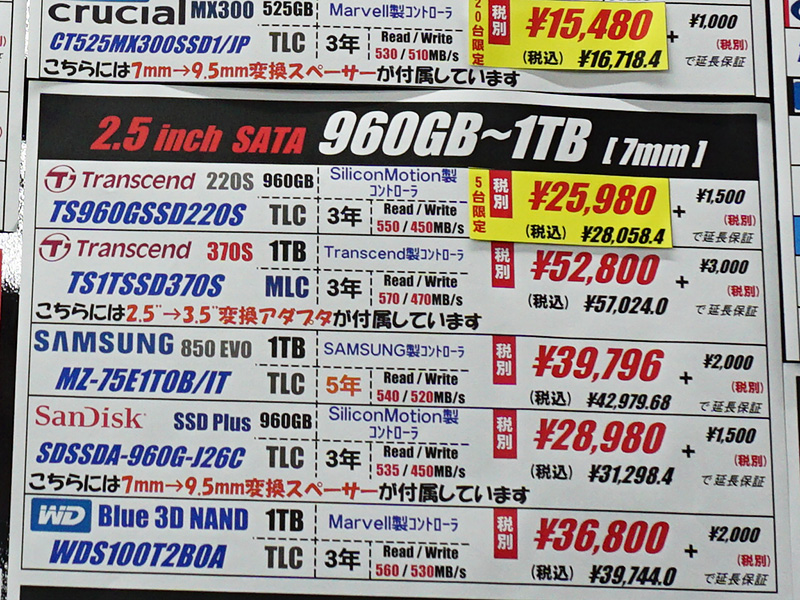 crucial MX300 525GB Marvell製コントローラ 20台限定 税別 ¥15,480 + ¥1,000 (税別)
CT525MX300SSD1/JP TLC 3年 Read / Write 530 / 510MB/s (税込) ¥16,718.4 で延長保証
こちらには7mm→9.5mm変換スペーサーが付属しています
2.5 inch SATA 960GB~1TB [7mm]
Transcend 220S 960GB SiliconMotion製コントローラ 5台限定 税別 ¥25,980 + ¥1,500 (税別)
TS960GSSD220S TLC 3年 Read / Write 550 / 450MB/s (税込) ¥28,058.4 で延長保証
Transcend 370S 1TB Transcend製コントローラ 税別 ¥52,800 + ¥3,000 (税別)
TS1TSSD370S MLC 3年 Read / Write 570 / 470MB/s (税込) ¥57,024.0 で延長保証
こちらには2.5"→3.5"変換アダプタが付属しています
SAMSUNG 850 EVO 1TB SAMSUNG製コントローラ 税別 ¥39,796 + ¥2,000 (税別)
MZ-75E1T0B/IT TLC 5年 Read / Write 540 / 520MB/s (税込) ¥42,979.68 で延長保証
SanDisk SSD Plus 960GB SiliconMotion製コントローラ 税別 ¥28,980 + ¥1,500 (税別)
SDSSDA-960G-J26C TLC 3年 Read / Write 535 / 450MB/s (税込) ¥31,298.4 で延長保証
こちらには7mm→9.5mm変換スペーサーが付属しています
WD Blue 3D NAND 1TB Marvell製コントローラ 税別 ¥36,800 + ¥2,000 (税別)
WDS100T2B0A TLC 3年 Read / Write 560 / 530MB/s (税込) ¥39,744.0 で延長保証